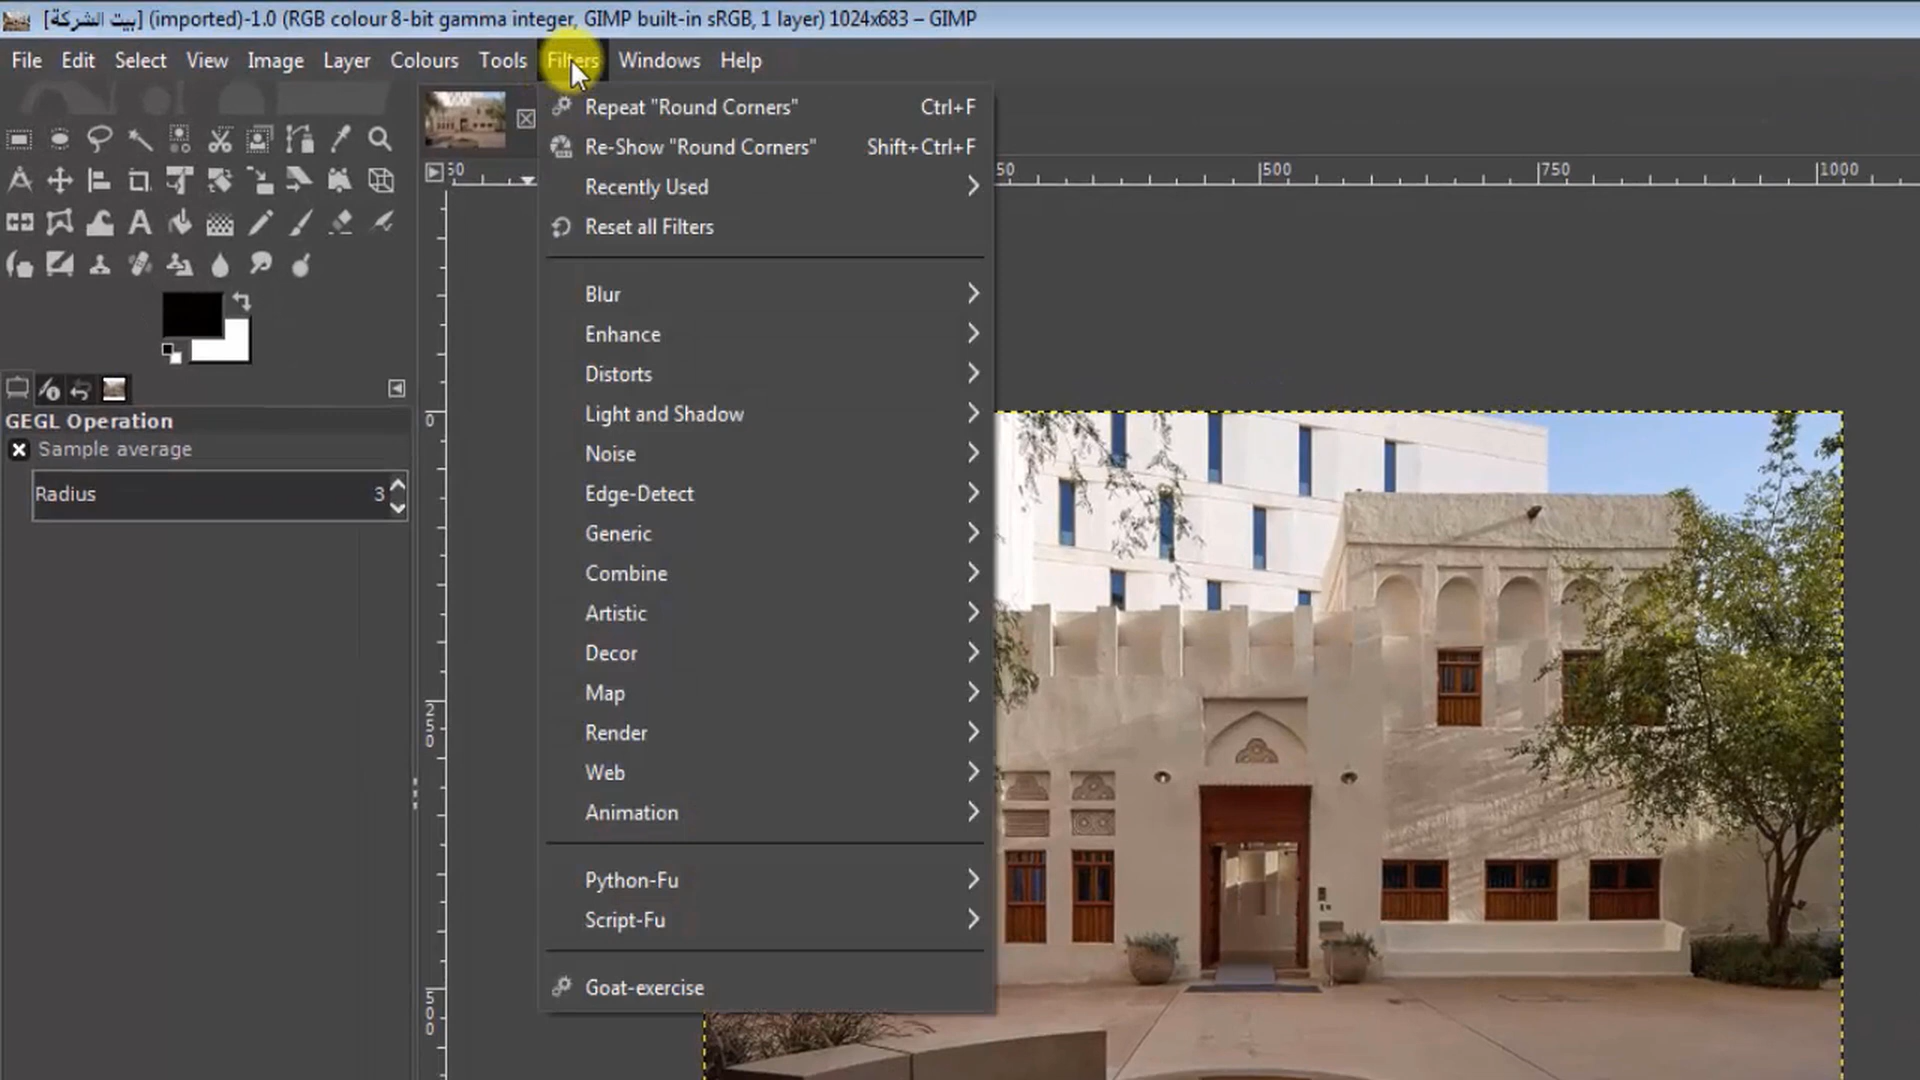 [بيت الشركة] (imported)-1.0 (RGB colour 8-bit gamma integer, GIMP built-in sRGB, 1 layer) 1024x683 – GIMP
File Edit Select View Image Layer Colours Tools Filters Windows Help
Repeat "Round Corners" Ctrl+F
Re-Show "Round Corners" Shift+Ctrl+F
Recently Used
Reset all Filters
50 50 500 750 1000
Blur
Enhance
Distorts
Light and Shadow
Noise
Edge-Detect
Generic
Combine
Artistic
Decor
Map
Render
Web
Animation
Python-Fu
Script-Fu
Goat-exercise
GEGL Operation
Sample average
Radius 3
0
250
500